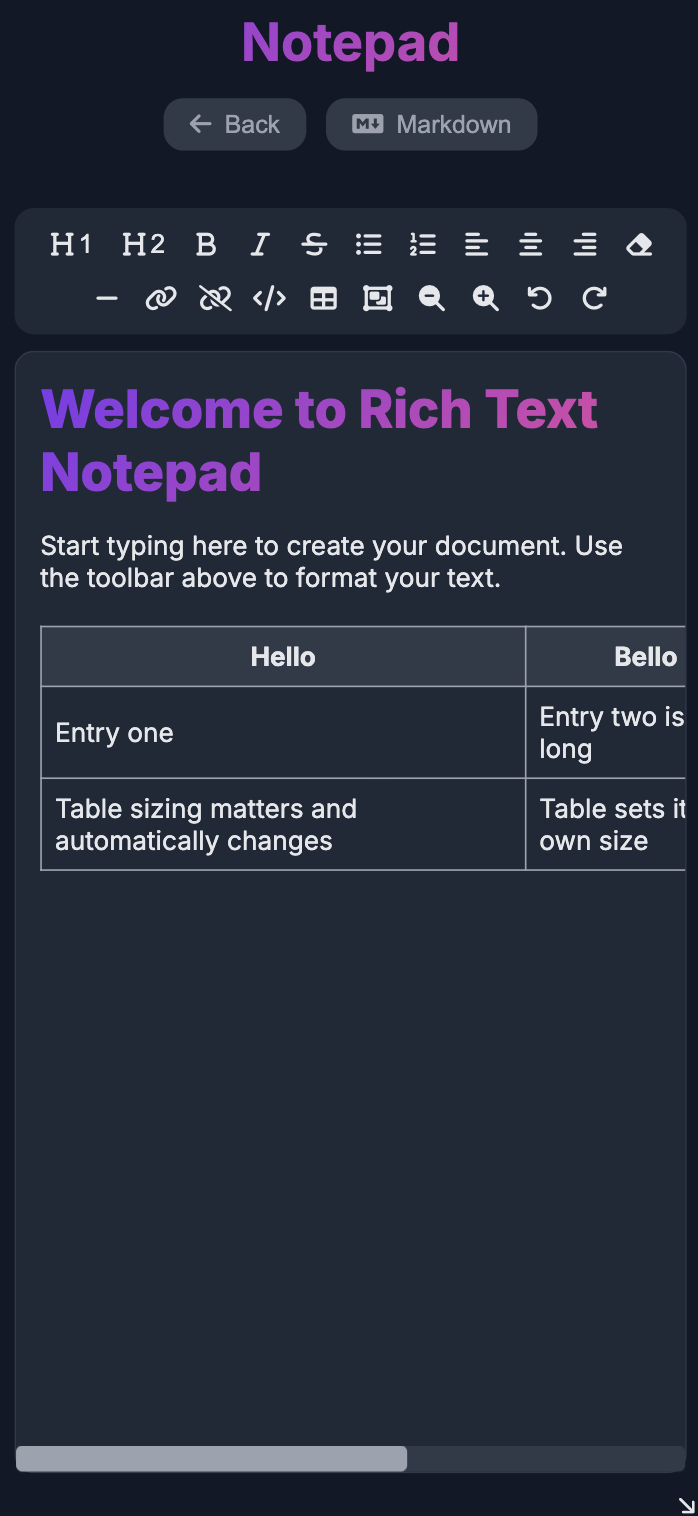 Notepad
Back
Markdown
H1 H2 B I S
Welcome to Rich Text
Notepad
Start typing here to create your document. Use
the toolbar above to format your text.
Hello Bello
Entry one
Entry two is
long
Table sizing matters and
automatically changes
Table sets it
own size